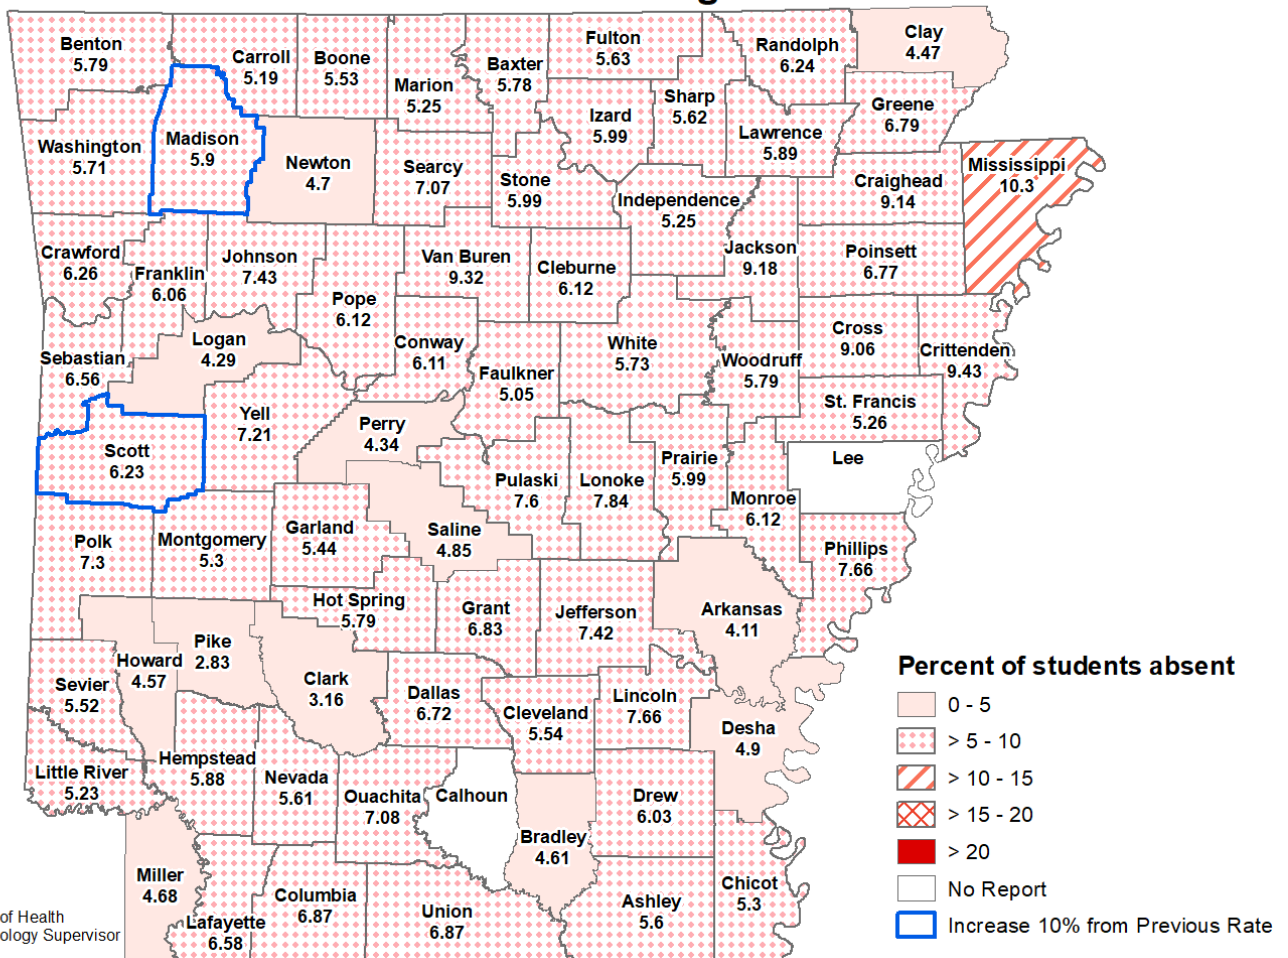 Benton
5.79
Carroll
5.19
Boone
5.53
Marion
5.25
Baxter
5.78
Fulton
5.63
Randolph
6.24
Clay
4.47
Izard
5.99
Sharp
5.62
Lawrence
5.89
Greene
6.79
Washington
5.71
Madison
5.9
Newton
4.7
Searcy
7.07
Stone
5.99
Independence
5.25
Craighead
9.14
Mississippi
10.3
Crawford
6.26
Franklin
6.06
Johnson
7.43
Pope
6.12
Van Buren
9.32
Cleburne
6.12
Jackson
9.18
Poinsett
6.77
Logan
4.29
Sebastian
6.56
Conway
6.11
Faulkner
5.05
White
5.73
Woodruff
5.79
Cross
9.06
Crittenden
9.43
St. Francis
5.26
Scott
6.23
Yell
7.21
Perry
4.34
Pulaski
7.6
Lonoke
7.84
Prairie
5.99
Monroe
6.12
Lee
Phillips
7.66
Polk
7.3
Montgomery
5.3
Garland
5.44
Saline
4.85
Hot Spring
5.79
Grant
6.83
Jefferson
7.42
Arkansas
4.11
Howard
4.57
Pike
2.83
Clark
3.16
Sevier
5.52
Dallas
6.72
Cleveland
5.54
Lincoln
7.66
Desha
4.9
Little River
5.23
Hempstead
5.88
Nevada
5.61
Ouachita
7.08
Calhoun
Bradley
4.61
Drew
6.03
Miller
4.68
Lafayette
6.58
Columbia
6.87
Union
6.87
Ashley
5.6
Chicot
5.3
Percent of students absent
0 - 5
> 5 - 10
> 10 - 15
> 15 - 20
> 20
No Report
Increase 10% from Previous Rate
of Health
ology Supervisor